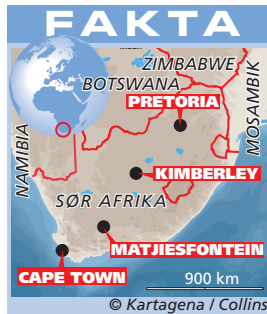 FAKTA
ZIMBABWE
BOTSWANA
PRETORIA
MOSAMBIK
NAMIBIA
KIMBERLEY
SØR AFRIKA
MATJIESFONTEIN
CAPE TOWN
900 km
© Kartagena / Collins